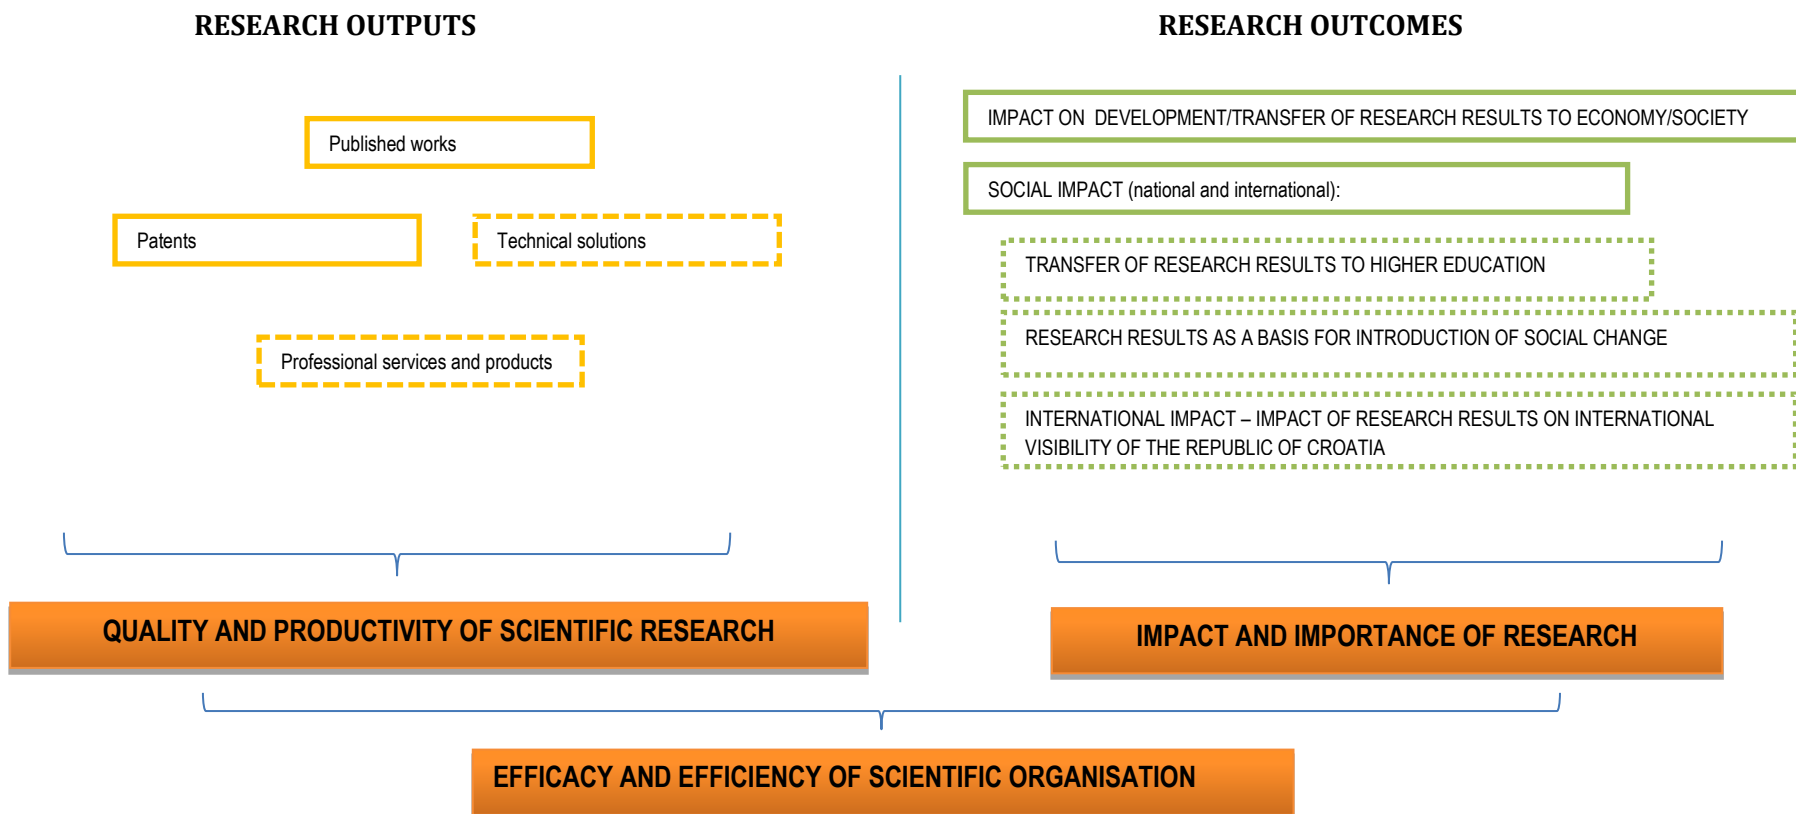 RESEARCH OUTPUTS
Published works
Patents
Technical solutions
Professional services and products
QUALITY AND PRODUCTIVITY OF SCIENTIFIC RESEARCH
RESEARCH OUTCOMES
IMPACT ON DEVELOPMENT/TRANSFER OF RESEARCH RESULTS TO ECONOMY/SOCIETY
SOCIAL IMPACT (national and international):
TRANSFER OF RESEARCH RESULTS TO HIGHER EDUCATION
RESEARCH RESULTS AS A BASIS FOR INTRODUCTION OF SOCIAL CHANGE
INTERNATIONAL IMPACT – IMPACT OF RESEARCH RESULTS ON INTERNATIONAL
VISIBILITY OF THE REPUBLIC OF CROATIA
IMPACT AND IMPORTANCE OF RESEARCH
EFFICACY AND EFFICIENCY OF SCIENTIFIC ORGANISATION